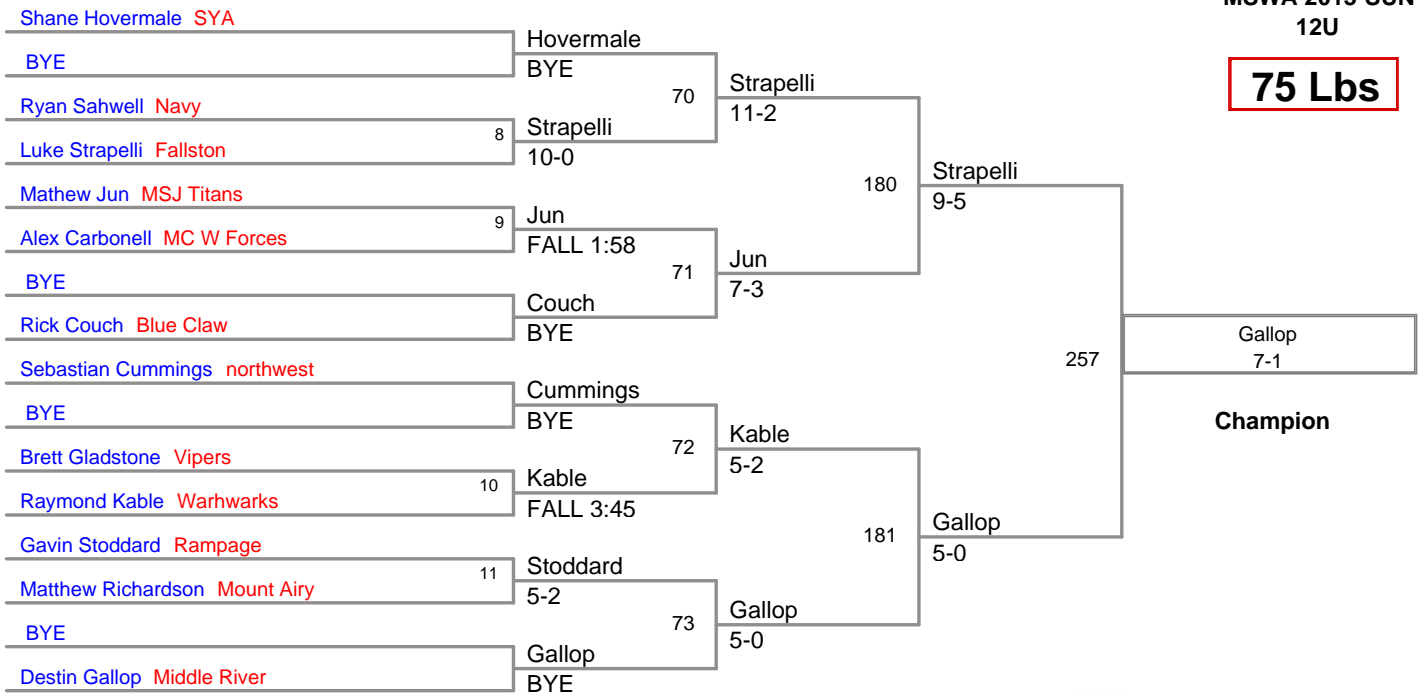 MSWA 2015 GUN
12U
75 Lbs
Shane Hovermale SYA
BYE
Ryan Sahwell Navy
Luke Strapelli Fallston
Mathew Jun MSJ Titans
Alex Carbonell MC W Forces
BYE
Rick Couch Blue Claw
Sebastian Cummings northwest
BYE
Brett Gladstone Vipers
Raymond Kable Warhwarks
Gavin Stoddard Rampage
Matthew Richardson Mount Airy
BYE
Destin Gallop Middle River
Hovermale
BYE
8
Strapelli
10-0
9
Jun
FALL 1:58
Couch
BYE
Cummings
BYE
10
Kable
FALL 3:45
11
Stoddard
5-2
Gallop
BYE
70
Strapelli
11-2
71
Jun
7-3
72
Kable
5-2
73
Gallop
5-0
180
Strapelli
9-5
181
Gallop
5-0
257
Gallop
7-1
Champion